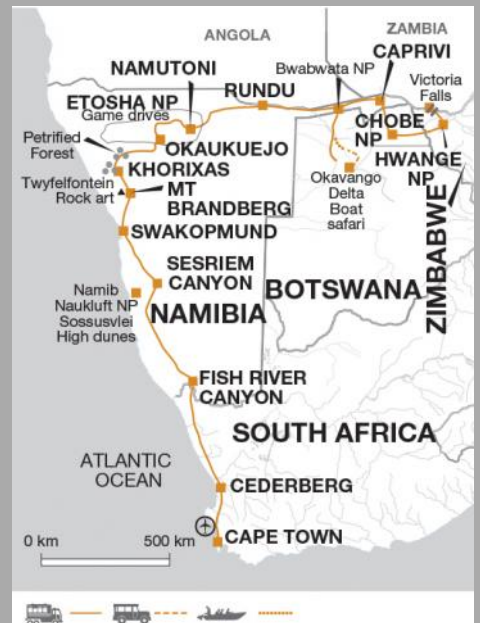 ANGOLA
ZAMBIA
NAMUTONI
Bwabwata NP
CAPRIVI
RUNDU
Victoria
Falls
ETOSHA NP
Game drives
CHOBE
NP
Petrified
Forest
OKAUKUEJO
HWANGE
NP
KHORIXAS
Twyfelfontein
Rock art
MT
BRANDBERG
Okavango
Delta
Boat
safari
SWAKOPMUND
ZIMBABWE
SESRIEM
CANYON
BOTSWANA
Namib
Naukluft NP
Sossusvlei
High dunes
NAMIBIA
FISH RIVER
CANYON
SOUTH AFRICA
ATLANTIC
OCEAN
CEDERBERG
CAPE TOWN
0 km
500 km